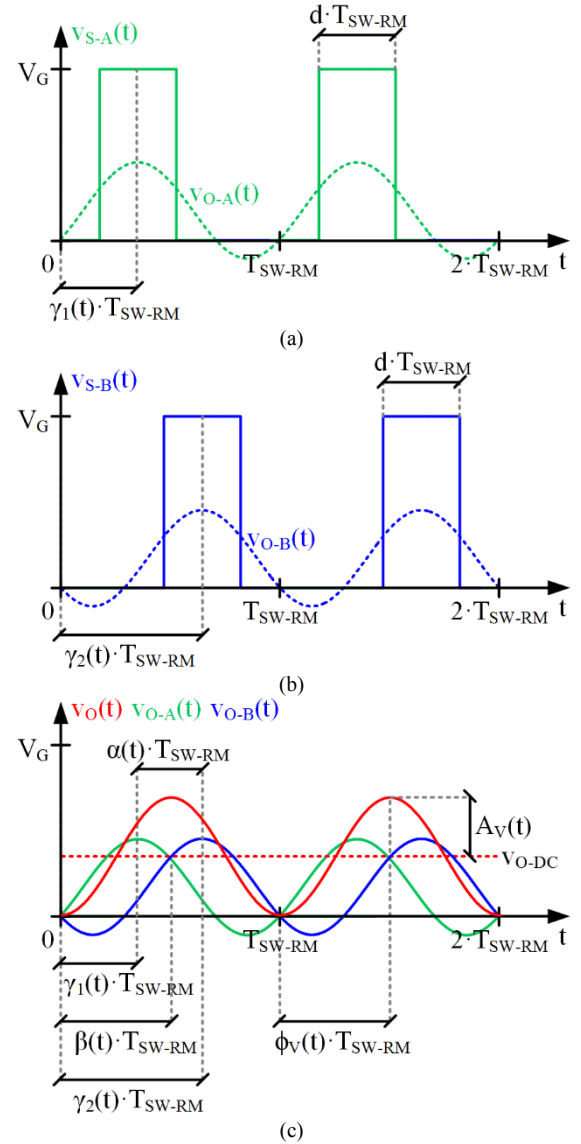 v_S-A(t)
d·T_SW-RM
V_G
v_O-A(t)
0
T_SW-RM
2·T_SW-RM
t
γ_1(t)·T_SW-RM
(a)
v_S-B(t)
d·T_SW-RM
V_G
v_O-B(t)
0
T_SW-RM
2·T_SW-RM
t
γ_2(t)·T_SW-RM
(b)
v_O(t) v_O-A(t) v_O-B(t)
V_G
α(t)·T_SW-RM
A_V(t)
v_O-DC
0
T_SW-RM
2·T_SW-RM
t
γ_1(t)·T_SW-RM
β(t)·T_SW-RM
ϕ_V(t)·T_SW-RM
γ_2(t)·T_SW-RM
(c)